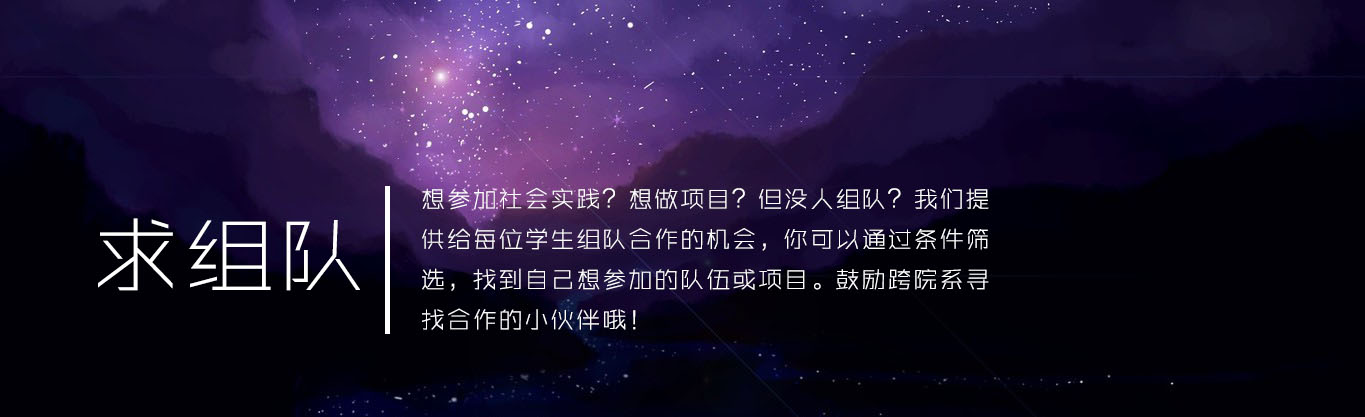 求组队
想参加社会实践？想做项目？但没人组队？我们提
供给每位学生组队合作的机会，你可以通过条件筛
选，找到自己想参加的队伍或项目。鼓励跨院系寻
找合作的小伙伴哦！